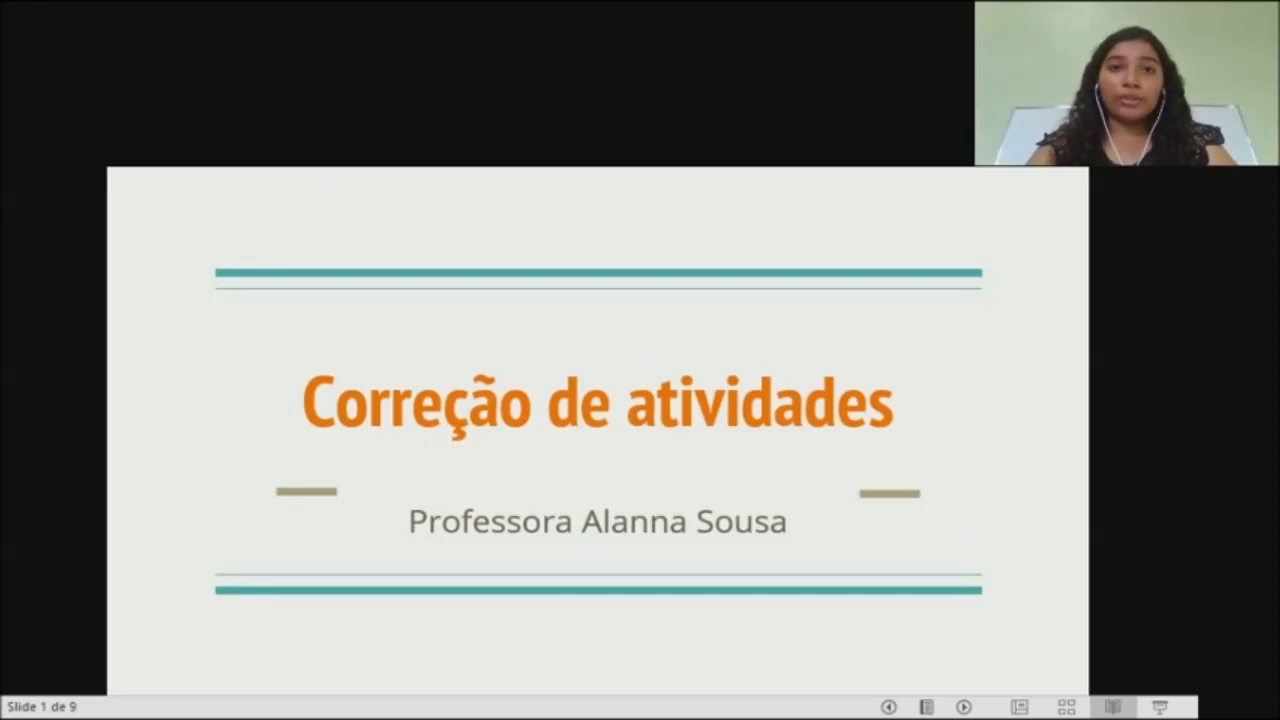 Correção de atividades
Professora Alanna Sousa
Slide 1 de 9